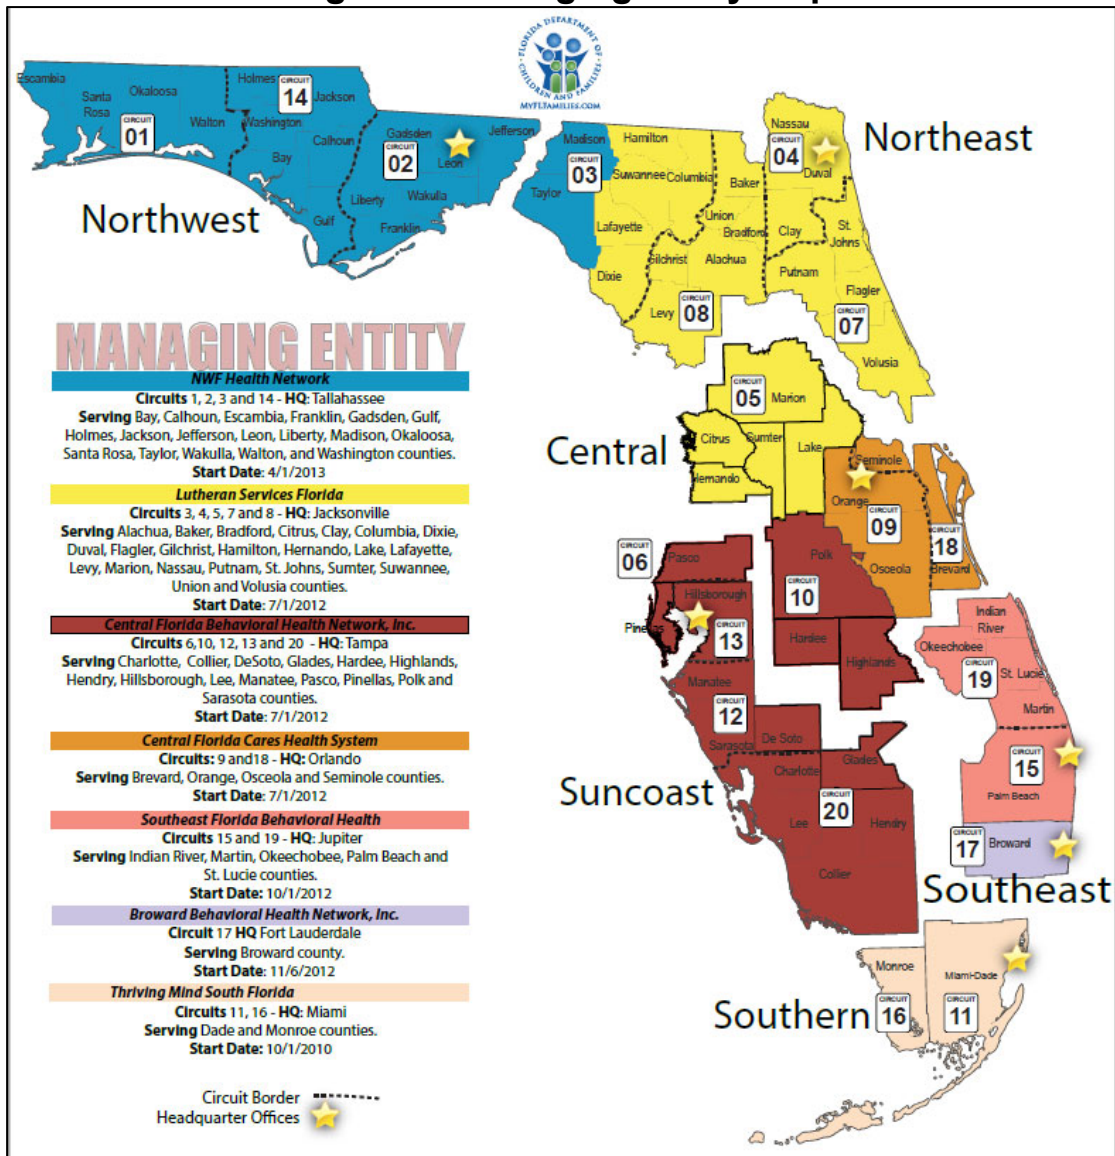 FLORIDA DEPARTMENT OF
CHILDREN AND FAMILIES
MYFLFAMILIES.COM
Escambia
Santa
Rosa
Okaloosa
Walton
CIRCUIT
01
Holmes
CIRCUIT
14
Jackson
Washington
Calhoun
Bay
Gulf
Gadsden
CIRCUIT
02
Leon
Jefferson
Liberty
Wakulla
Franklin
Northwest
Madison
CIRCUIT
03
Taylor
Hamilton
Suwannee
Columbia
Lafayette
Dixie
Baker
Union
Bradford
Gilchrist
Alachua
Levy
CIRCUIT
08
Nassau
CIRCUIT
04
Duval
Clay
St.
Johns
Putnam
Flagler
CIRCUIT
07
Volusia
Northeast
MANAGING ENTITY
NWF Health Network
Circuits 1, 2, 3 and 14 - HQ: Tallahassee
Serving Bay, Calhoun, Escambia, Franklin, Gadsden, Gulf,
Holmes, Jackson, Jefferson, Leon, Liberty, Madison, Okaloosa,
Santa Rosa, Taylor, Wakulla, Walton, and Washington counties.
Start Date: 4/1/2013
Lutheran Services Florida
Circuits 3, 4, 5, 7 and 8 - HQ: Jacksonville
Serving Alachua, Baker, Bradford, Citrus, Clay, Columbia, Dixie,
Duval, Flagler, Gilchrist, Hamilton, Hernando, Lake, Lafayette,
Levy, Marion, Nassau, Putnam, St. Johns, Sumter, Suwannee,
Union and Volusia counties.
Start Date: 7/1/2012
Central Florida Behavioral Health Network, Inc.
Circuits 6,10, 12, 13 and 20 - HQ: Tampa
Serving Charlotte, Collier, DeSoto, Glades, Hardee, Highlands,
Hendry, Hillsborough, Lee, Manatee, Pasco, Pinellas, Polk and
Sarasota counties.
Start Date: 7/1/2012
Central Florida Cares Health System
Circuits: 9 and18 - HQ: Orlando
Serving Brevard, Orange, Osceola and Seminole counties.
Start Date: 7/1/2012
Southeast Florida Behavioral Health
Circuits 15 and 19 - HQ: Jupiter
Serving Indian River, Martin, Okeechobee, Palm Beach and
St. Lucie counties.
Start Date: 10/1/2012
Broward Behavioral Health Network, Inc.
Circuit 17 HQ Fort Lauderdale
Serving Broward county.
Start Date: 11/6/2012
Thriving Mind South Florida
Circuits 11, 16 - HQ: Miami
Serving Dade and Monroe counties.
Start Date: 10/1/2010
Circuit Border
Headquarter Offices
CIRCUIT
05
Marion
Citrus
Sumter
Lake
Hernando
Central
Seminole
Orange
CIRCUIT
09
Osceola
CIRCUIT
18
Brevard
CIRCUIT
06
Pasco
Pinellas
Hillsborough
CIRCUIT
13
Polk
CIRCUIT
10
Hardee
Highlands
Manatee
CIRCUIT
12
Sarasota
De Soto
Charlotte
Glades
CIRCUIT
20
Lee
Hendry
Collier
Suncoast
Indian
River
Okeechobee
CIRCUIT
19
St. Lucie
Martin
CIRCUIT
15
Palm Beach
CIRCUIT
17
Broward
Southeast
Monroe
CIRCUIT
16
Miami-Dade
CIRCUIT
11
Southern